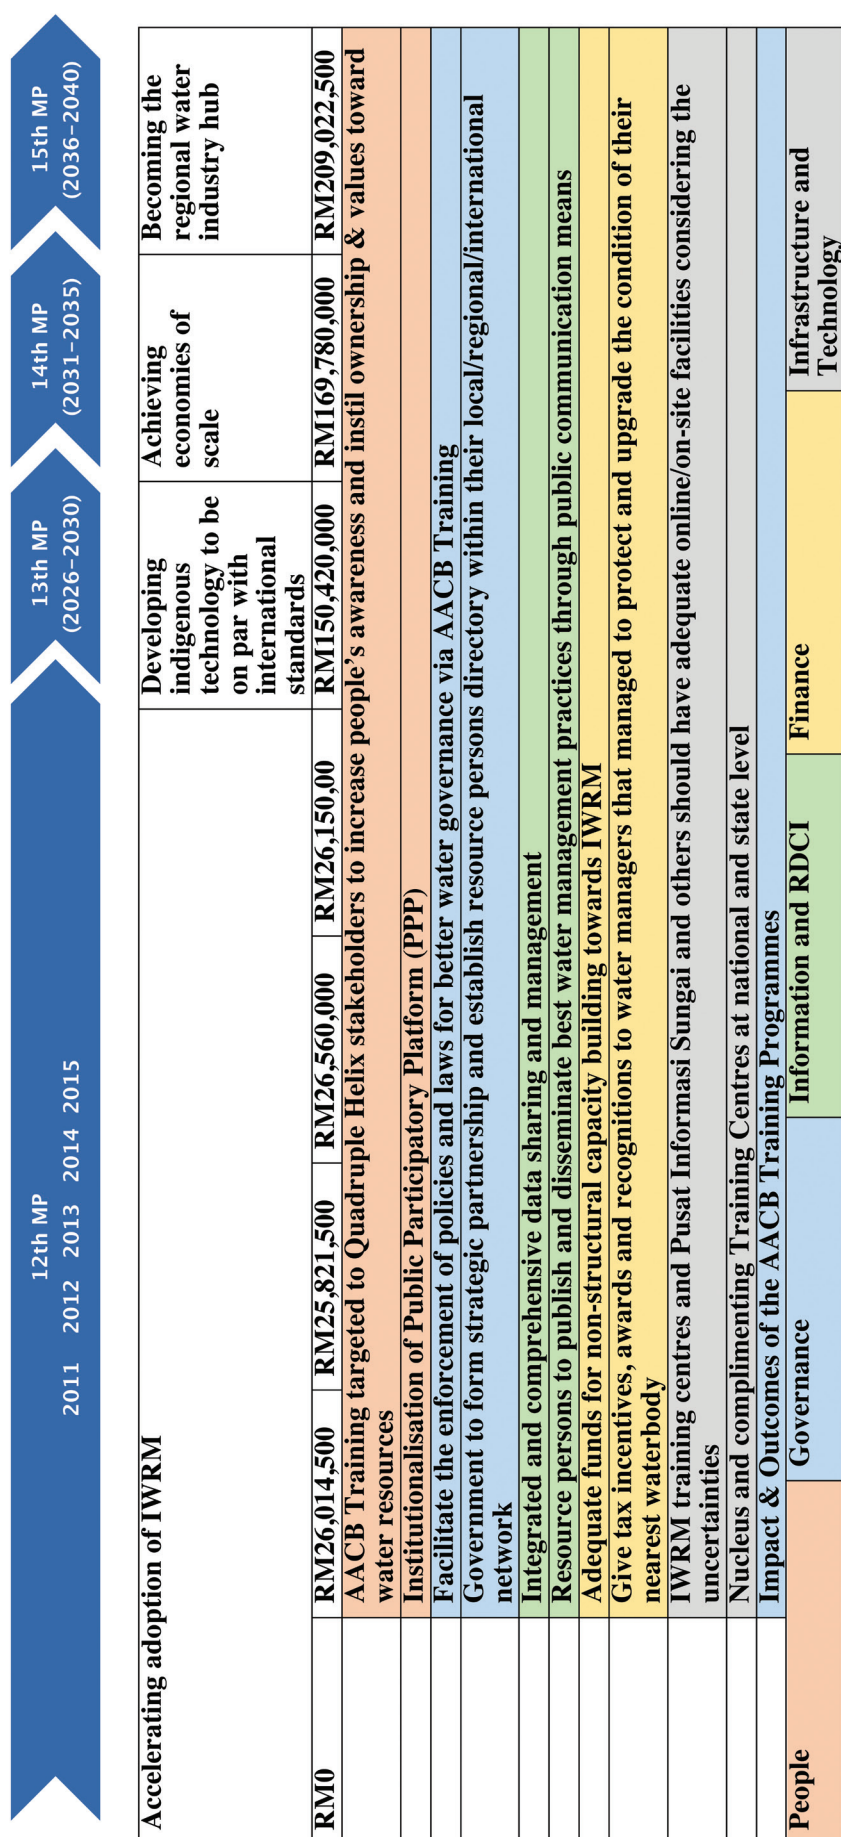 12th MP
2011 2012 2013 2014 2015
13th MP
(2026–2030)
14th MP
(2031–2035)
15th MP
(2036–2040)
Accelerating adoption of IWRM
Developing
indigenous
technology to be
on par with
international
standards
Achieving
economies of
scale
Becoming the
regional water
industry hub
RM0
RM26,014,500
RM25,821,500
RM26,560,000
RM26,150,00
RM150,420,000
RM169,780,000
RM209,022,500
AACB Training targeted to Quadruple Helix stakeholders to increase people’s awareness and instil ownership & values toward
water resources
Institutionalisation of Public Participatory Platform (PPP)
Facilitate the enforcement of policies and laws for better water governance via AACB Training
Government to form strategic partnership and establish resource persons directory within their local/regional/international
network
Integrated and comprehensive data sharing and management
Resource persons to publish and disseminate best water management practices through public communication means
Adequate funds for non-structural capacity building towards IWRM
Give tax incentives, awards and recognitions to water managers that managed to protect and upgrade the condition of their
nearest waterbody
IWRM training centres and Pusat Informasi Sungai and others should have adequate online/on-site facilities considering the
uncertainties
Nucleus and complimenting Training Centres at national and state level
Impact & Outcomes of the AACB Training Programmes
People
Governance
Information and RDCI
Finance
Infrastructure and
Technology